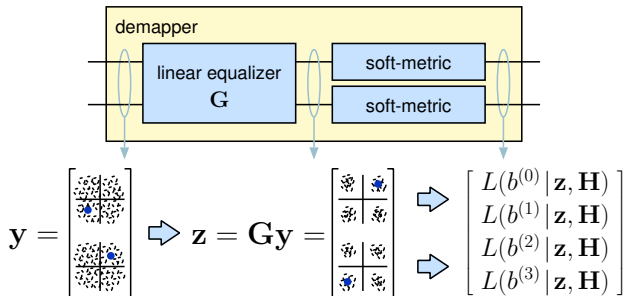 demapper
linear equalizer
G
soft-metric
soft-metric
y =
z = Gy =
L(b^{(0)} | z, H)
L(b^{(1)} | z, H)
L(b^{(2)} | z, H)
L(b^{(3)} | z, H)